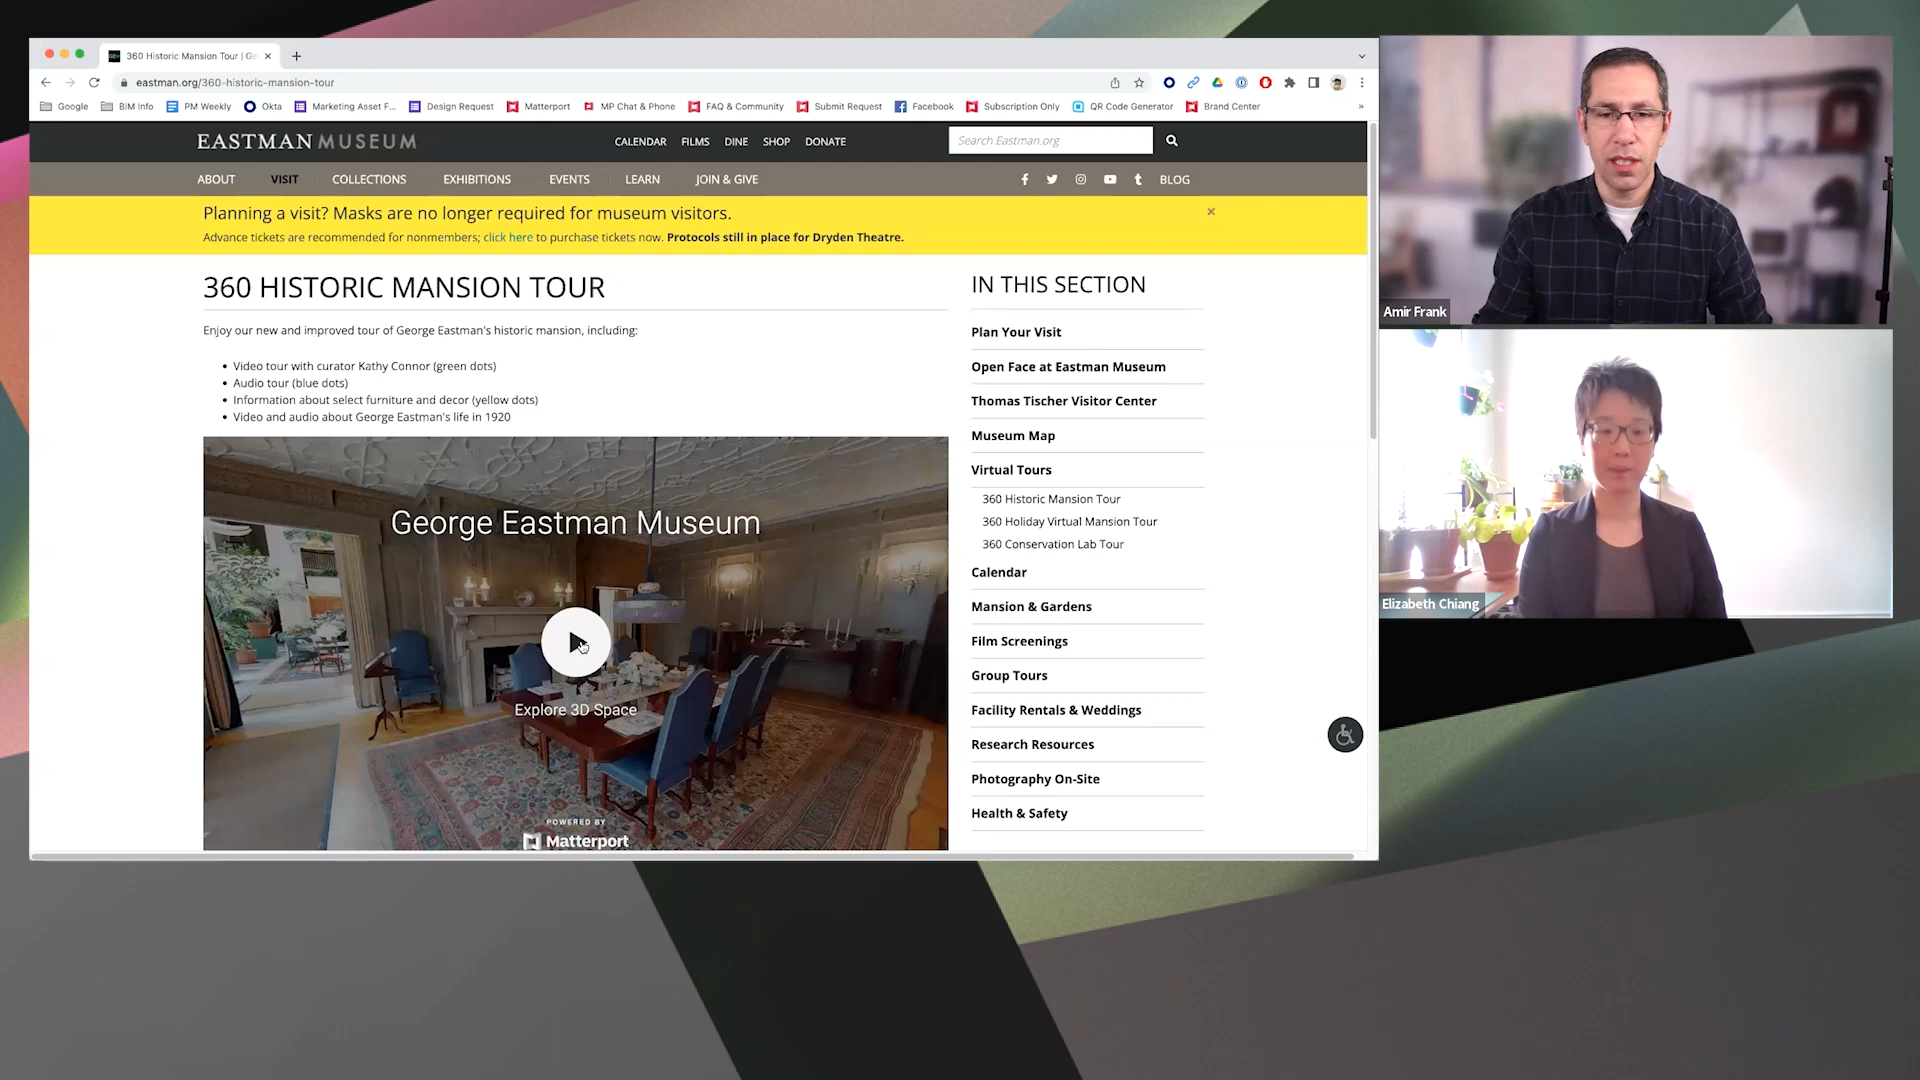 360 Historic Mansion Tour | Ge
eastman.org/360-historic-mansion-tour
Google BIM Info PM Weekly Okta Marketing Asset F... Design Request Matterport MP Chat & Phone FAQ & Community Submit Request Facebook Subscription Only QR Code Generator Brand Center »
EASTMAN MUSEUM
CALENDAR FILMS DINE SHOP DONATE
Search Eastman.org
ABOUT VISIT COLLECTIONS EXHIBITIONS EVENTS LEARN JOIN & GIVE BLOG
Planning a visit? Masks are no longer required for museum visitors.
Advance tickets are recommended for nonmembers; click here to purchase tickets now. Protocols still in place for Dryden Theatre.
360 HISTORIC MANSION TOUR
Enjoy our new and improved tour of George Eastman's historic mansion, including:
• Video tour with curator Kathy Connor (green dots)
• Audio tour (blue dots)
• Information about select furniture and decor (yellow dots)
• Video and audio about George Eastman's life in 1920
George Eastman Museum
Explore 3D Space
POWERED BY
Matterport
IN THIS SECTION
Plan Your Visit
Open Face at Eastman Museum
Thomas Tischer Visitor Center
Museum Map
Virtual Tours
360 Historic Mansion Tour
360 Holiday Virtual Mansion Tour
360 Conservation Lab Tour
Calendar
Mansion & Gardens
Film Screenings
Group Tours
Facility Rentals & Weddings
Research Resources
Photography On-Site
Health & Safety
Amir Frank
Elizabeth Chiang